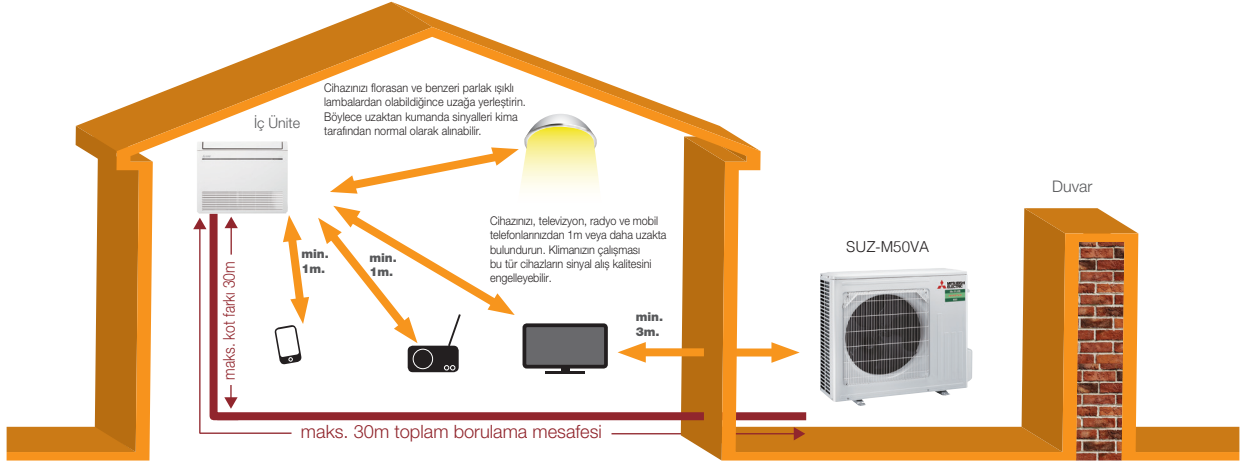 Cihazınızı florasan ve benzeri parlak ışıklı
lambalardan olabildiğince uzağa yerleştirin.
Böylece uzaktan kumanda sinyalleri kima
tarafından normal olarak alınabilir.
İç Ünite
Duvar
Cihazınızı, televizyon, radyo ve mobil
telefonlarınızdan 1m veya daha uzakta
bulundurun. Klimanızın çalışması
bu tür cihazların sinyal alış kalitesini
engelleyebilir.
SUZ-M50VA
min.
1m.
min.
1m.
MITSUBISHI
ELECTRIC
maks. kot farkı 30m
min.
3m.
maks. 30m toplam borulama mesafesi